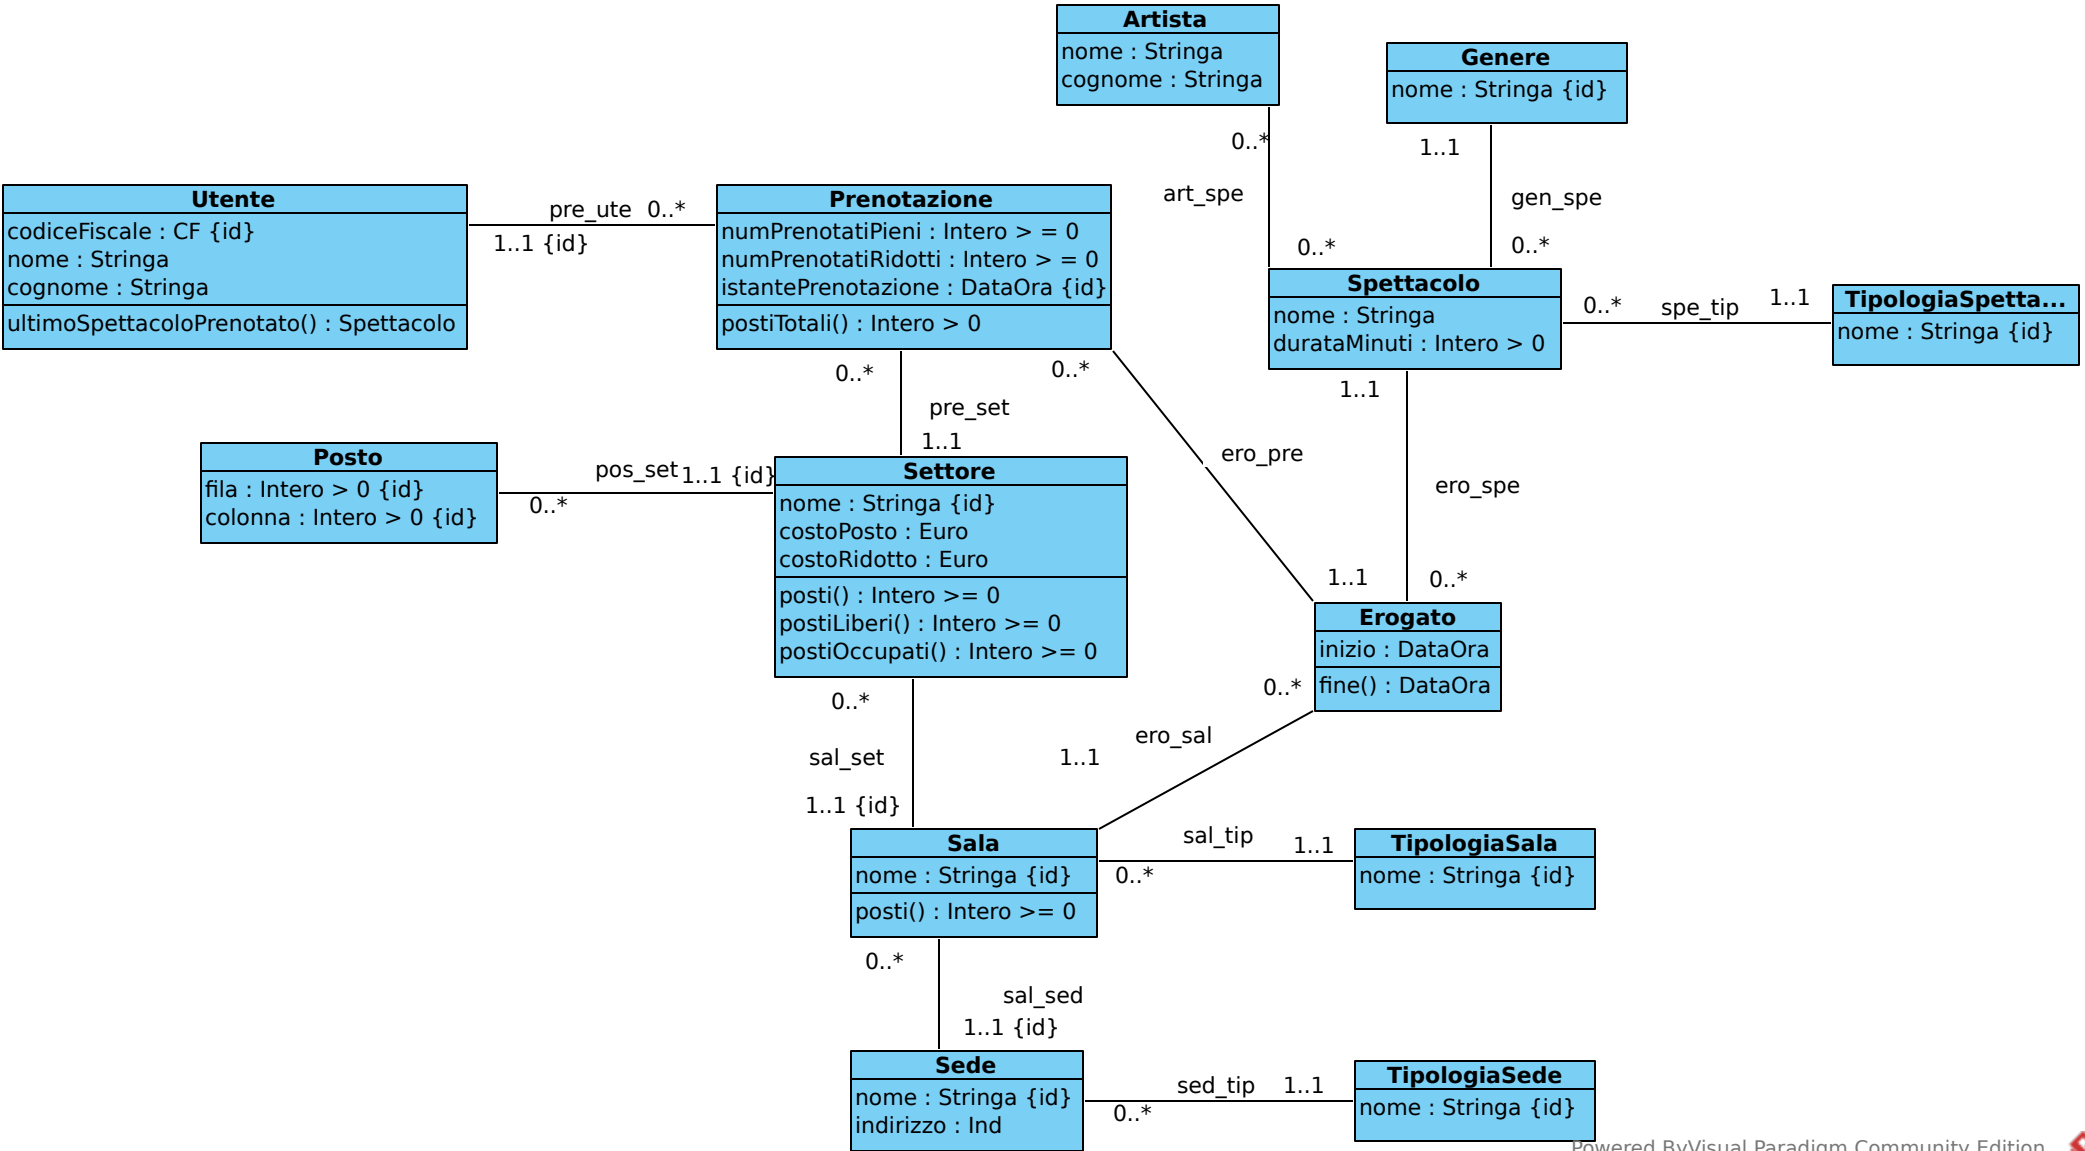 Artista
nome : Stringa
cognome : Stringa
0..*
art_spe
0..*
Genere
nome : Stringa {id}
1..1
gen_spe
0..*
Utente
codiceFiscale : CF {id}
nome : Stringa
cognome : Stringa
ultimoSpettacoloPrenotato() : Spettacolo
pre_ute 0..*
1..1 {id}
Prenotazione
numPrenotatiPieni : Intero > = 0
numPrenotatiRidotti : Intero > = 0
istantePrenotazione : DataOra {id}
postiTotali() : Intero > 0
Spettacolo
nome : Stringa
durataMinuti : Intero > 0
0..*
spe_tip
1..1
TipologiaSpetta...
nome : Stringa {id}
0..*
pre_set
1..1
0..*
ero_pre
1..1
1..1
ero_spe
0..*
Posto
fila : Intero > 0 {id}
colonna : Intero > 0 {id}
pos_set
1..1 {id}
0..*
Settore
nome : Stringa {id}
costoPosto : Euro
costoRidotto : Euro
posti() : Intero >= 0
postiLiberi() : Intero >= 0
postiOccupati() : Intero >= 0
Erogato
inizio : DataOra
fine() : DataOra
0..*
ero_sal
1..1
0..*
sal_set
1..1 {id}
Sala
nome : Stringa {id}
posti() : Intero >= 0
sal_tip
1..1
0..*
TipologiaSala
nome : Stringa {id}
0..*
sal_sed
1..1 {id}
Sede
nome : Stringa {id}
indirizzo : Ind
sed_tip
1..1
0..*
TipologiaSede
nome : Stringa {id}
Powered ByVisual Paradigm Community Edition